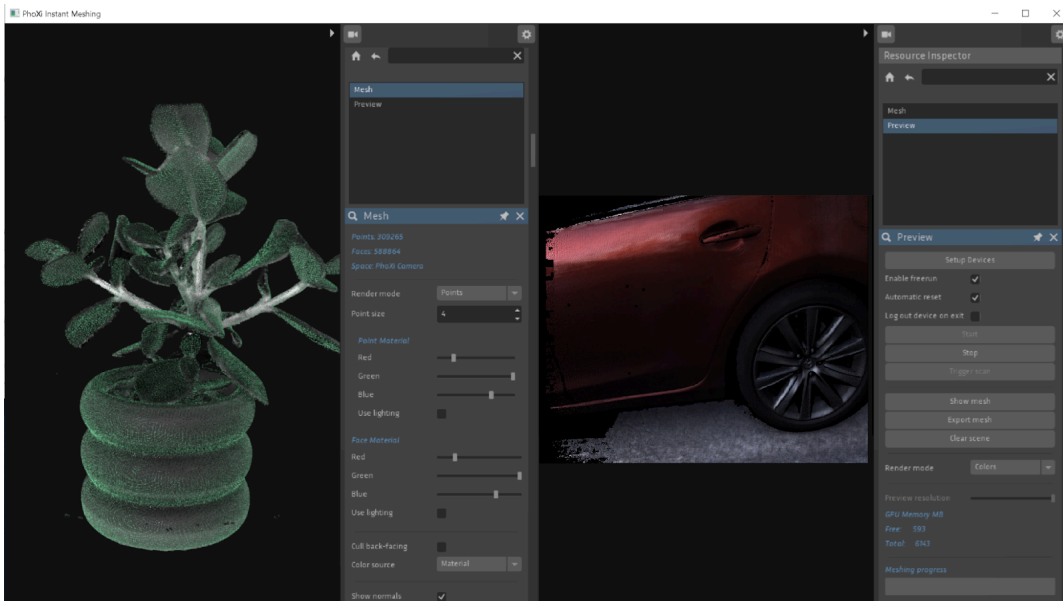 PhoXi Instant Meshing
Mesh
Preview
Mesh
Points: 309265
Faces: 588864
Space: PhoXi Camera
Render mode
Points
Point size
4
Point Material
Red
Green
Blue
Use lighting
Face Material
Red
Green
Blue
Use lighting
Cull back-facing
Color source
Material
Show normals
Resource Inspector
Mesh
Preview
Preview
Setup Devices
Enable freerun
Automatic reset
Log out device on exit
Start
Stop
Trigger scan
Show mesh
Export mesh
Clear scene
Render mode
Colors
Preview resolution
GPU Memory MB
Free: 593
Total: 6143
Meshing progress